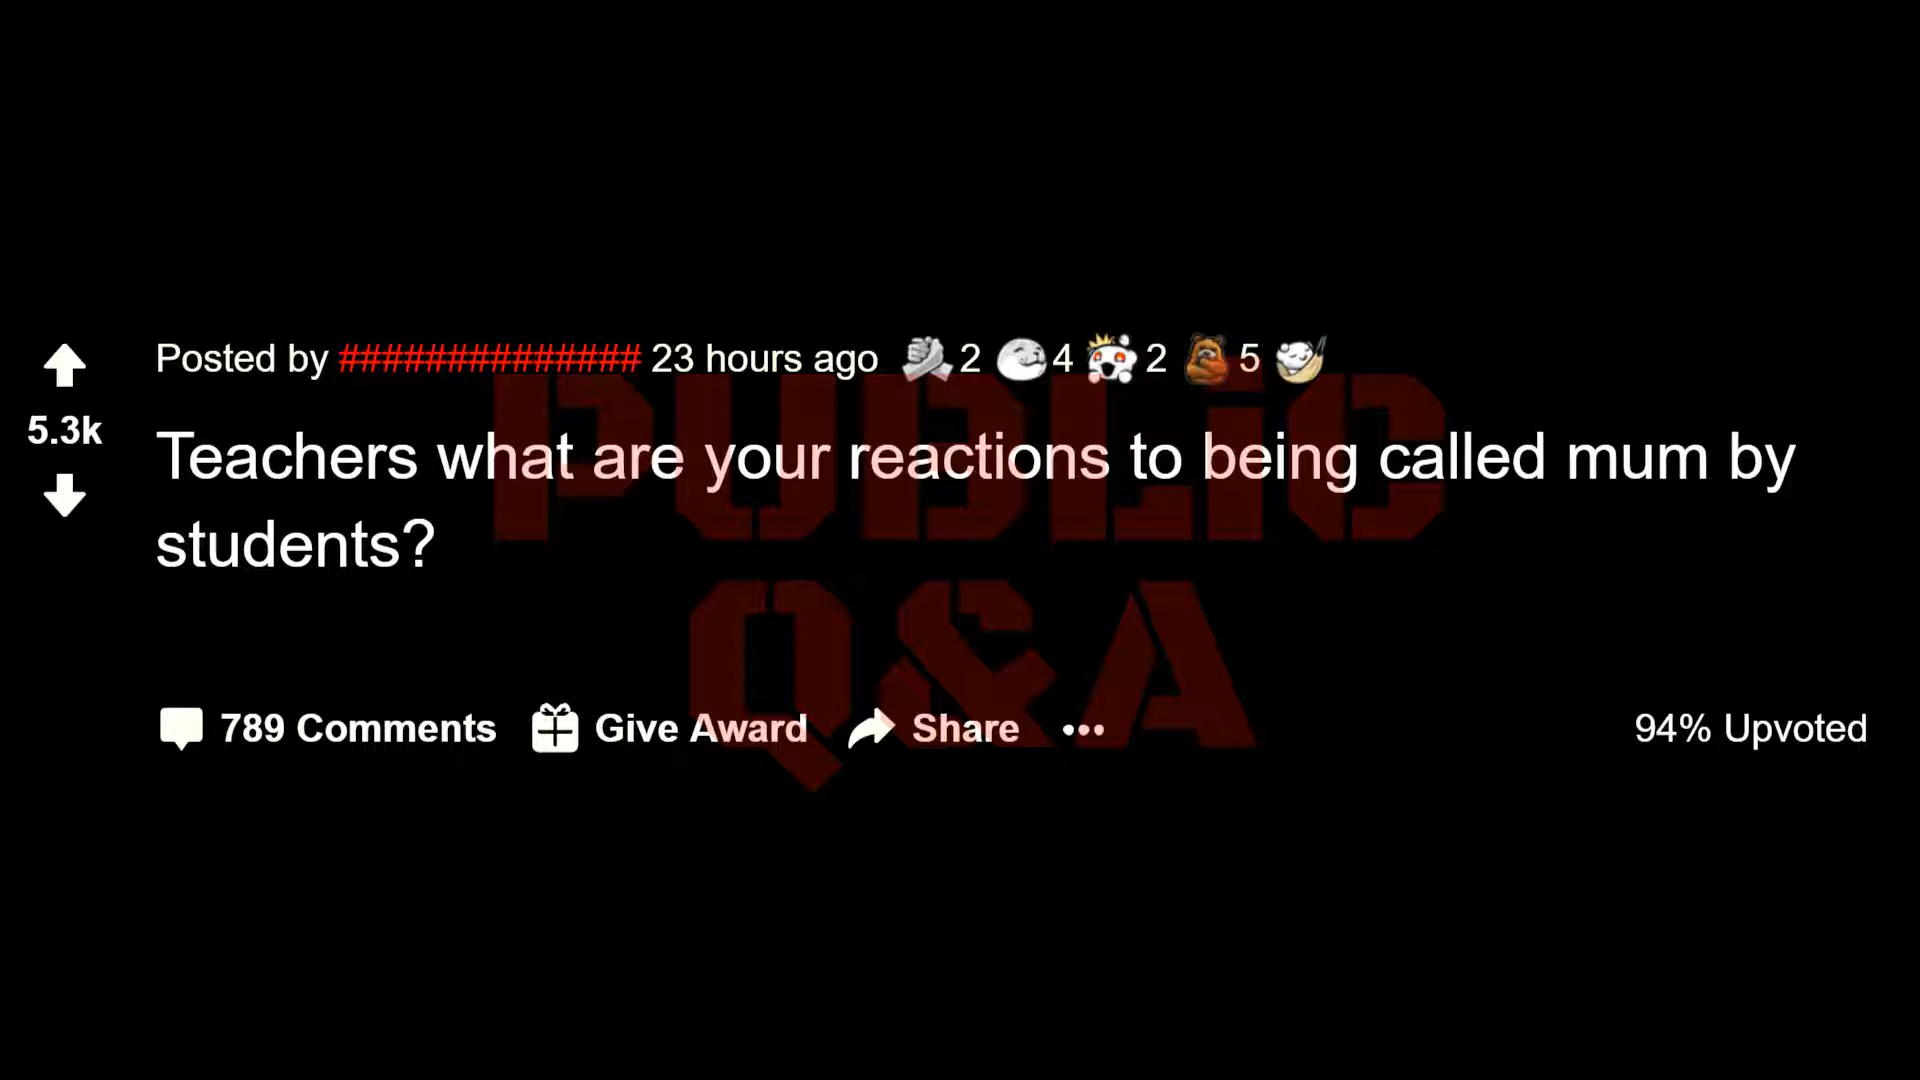 Posted by ############## 23 hours ago 2 4 2 5
5.3k
Teachers what are your reactions to being called mum by
students?
PUBLiC
Q&A
789 Comments Give Award Share ••• 94% Upvoted